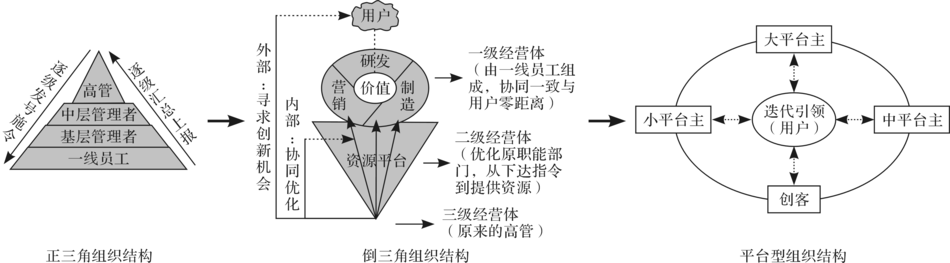 高管
中层管理者
基层管理者
一线员工
逐级发号施令
逐级汇总上报
正三角组织结构
外部：寻求创新机会
内部：协同优化
用户
研发
营销
价值
制造
资源平台
一级经营体
（由一线员工组
成，协同一致与
用户零距离）
二级经营体
（优化原职能部
门，从下达指令
到提供资源）
三级经营体
（原来的高管）
倒三角组织结构
大平台主
小平台主
迭代引领
（用户）
中平台主
创客
平台型组织结构